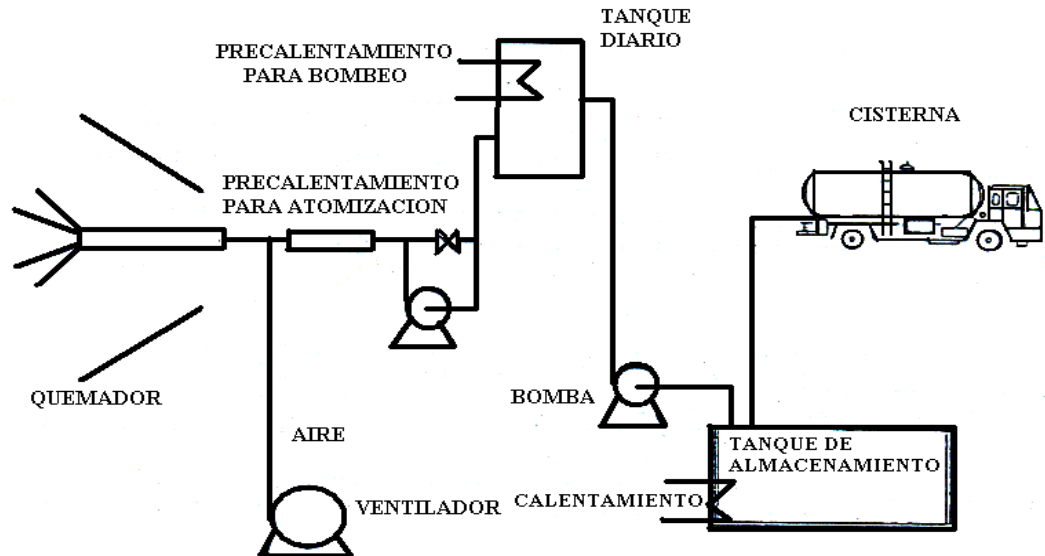 TANQUE
DIARIO
PRECALENTAMIENTO
PARA BOMBEO
CISTERNA
PRECALENTAMIENTO
PARA ATOMIZACION
QUEMADOR
BOMBA
AIRE
TANQUE DE
ALMACENAMIENTO
CALENTAMIENTO
VENTILADOR